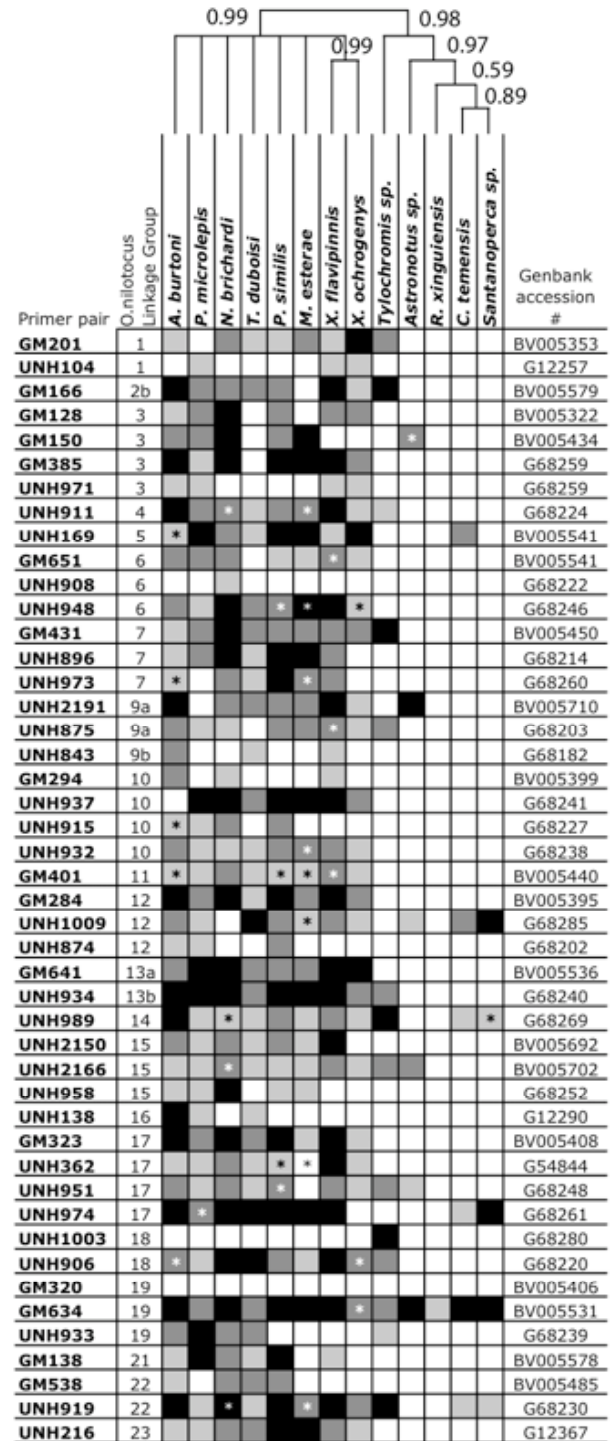 0.99
0.98
0.99
0.97
0.59
0.89
Primer pair
O.nilotocus
Linkage Group
A. burtoni
P. microlepis
N. brichardi
T. duboisi
P. similis
M. esterae
X. flavipinnis
X. ochrogenys
Tylochromis sp.
Astronotus sp.
R. xinguiensis
C. temensis
Santanoperca sp.
Genbank
accession
#
GM201 1 BV005353
UNH104 1 G12257
GM166 2b BV005579
GM128 3 BV005322
GM150 3 * BV005434
GM385 3 G68259
UNH971 3 G68259
UNH911 4 * * G68224
UNH169 5 * BV005541
GM651 6 * BV005541
UNH908 6 G68222
UNH948 6 * * * G68246
GM431 7 BV005450
UNH896 7 G68214
UNH973 7 * * G68260
UNH2191 9a BV005710
UNH875 9a * G68203
UNH843 9b G68182
GM294 10 BV005399
UNH937 10 G68241
UNH915 10 * G68227
UNH932 10 * G68238
GM401 11 * * * * BV005440
GM284 12 BV005395
UNH1009 12 * G68285
UNH874 12 G68202
GM641 13a BV005536
UNH934 13b G68240
UNH989 14 * * G68269
UNH2150 15 BV005692
UNH2166 15 * BV005702
UNH958 15 G68252
UNH138 16 G12290
GM323 17 BV005408
UNH362 17 * * G54844
UNH951 17 * G68248
UNH974 17 * G68261
UNH1003 18 G68280
UNH906 18 * * G68220
GM320 19 BV005406
GM634 19 * BV005531
UNH933 19 G68239
GM138 21 BV005578
GM538 22 BV005485
UNH919 22 * * G68230
UNH216 23 G12367